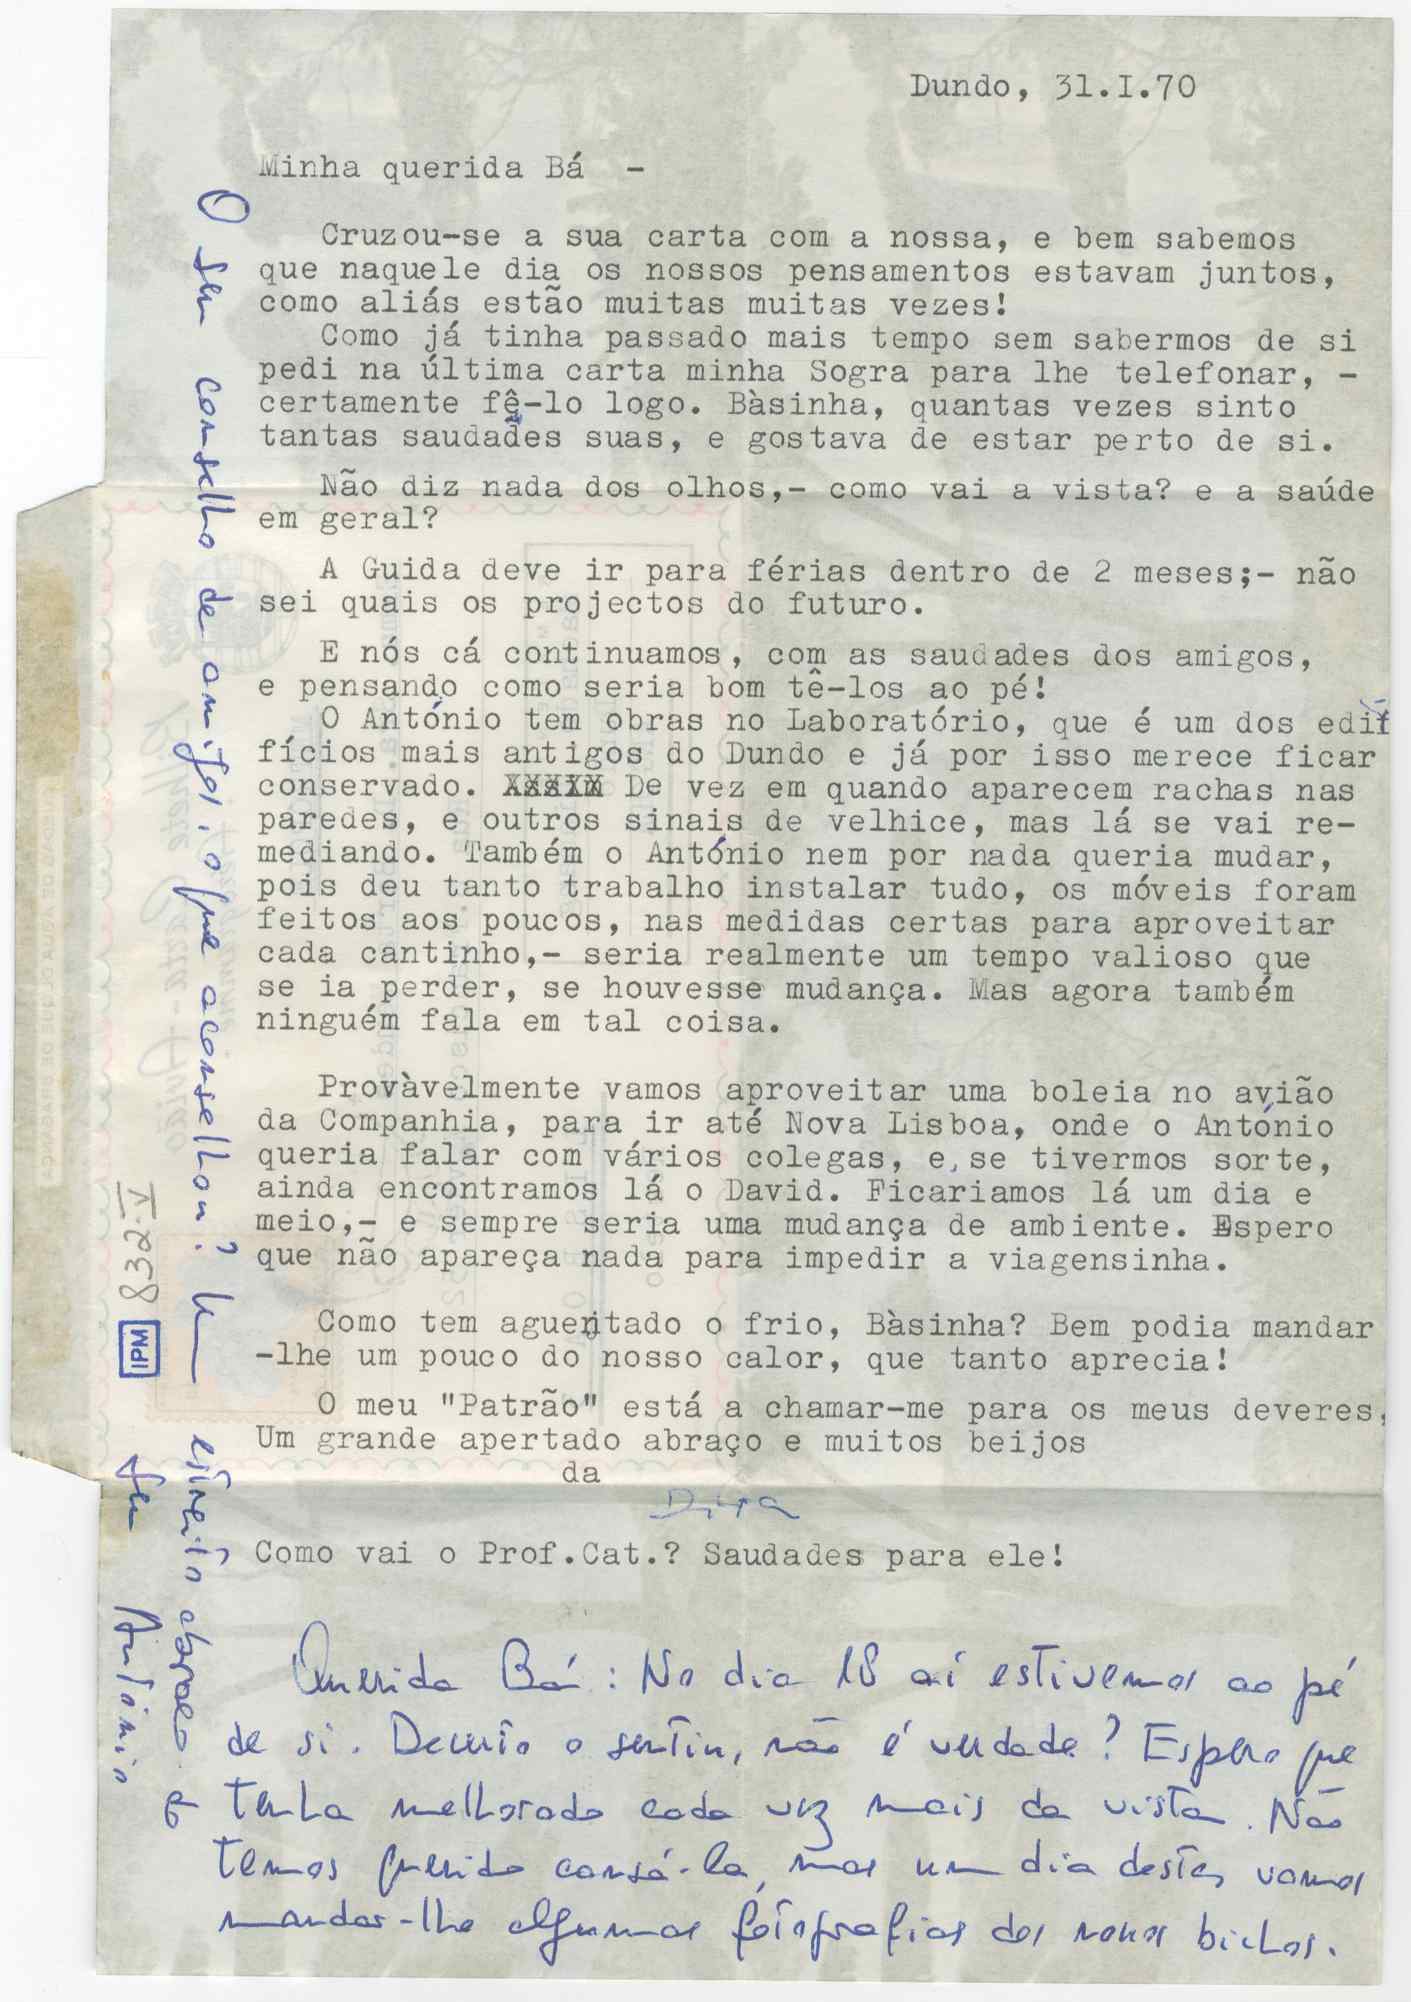 Dundo, 31.I.70
Minha querida Bá -
Cruzou-se a sua carta com a nossa, e bem sabemos
que naquele dia os nossos pensamentos estavam juntos,
como aliás estão muitas muitas vezes!
Como já tinha passado mais tempo sem sabermos de si
pedi na última carta minha Sogra para lhe telefonar, -
certamente fê-lo logo. Bàsinha, quantas vezes sinto
tantas saudades suas, e gostava de estar perto de si.
Não diz nada dos olhos,- como vai a vista? e a saúde
em geral?
A Guida deve ir para férias dentro de 2 meses;- não
sei quais os projectos do futuro.
E nós cá continuamos, com as saudades dos amigos,
e pensando como seria bom tê-los ao pé!
O António tem obras no Laboratório, que é um dos edi-
fícios mais antigos do Dundo e já por isso merece ficar
conservado. De vez em quando aparecem rachas nas
paredes, e outros sinais de velhice, mas lá se vai re-
mediando. Também o António nem por nada queria mudar,
pois deu tanto trabalho instalar tudo, os móveis foram
feitos aos poucos, nas medidas certas para aproveitar
cada cantinho,- seria realmente um tempo valioso que
se ia perder, se houvesse mudança. Mas agora também
ninguém fala em tal coisa.
Provàvelmente vamos aproveitar uma boleia no avião
da Companhia, para ir até Nova Lisboa, onde o António
queria falar com vários colegas, e, se tivermos sorte,
ainda encontramos lá o David. Ficariamos lá um dia e
meio,- e sempre seria uma mudança de ambiente. Espero
que não apareça nada para impedir a viagensinha.
Como tem aguentado o frio, Bàsinha? Bem podia mandar
-lhe um pouco do nosso calor, que tanto aprecia!
O meu "Patrão" está a chamar-me para os meus deveres,
Um grande apertado abraço e muitos beijos
da
Dita
Como vai o Prof.Cat.? Saudades para ele!
Querida Bá: No dia 18 aí estivemos ao pé
de si. Decerto o sentiu, não é verdade? Espero que
tenha melhorado cada vez mais da vista. Não
temos querido cansá-la, mas um dia destes vamos
mandar-lhe algumas fotografias dos novos bichos.
O seu conselho de amigo, o que aconselhou? Um estreito abraço do
seu António
IPM 832-V